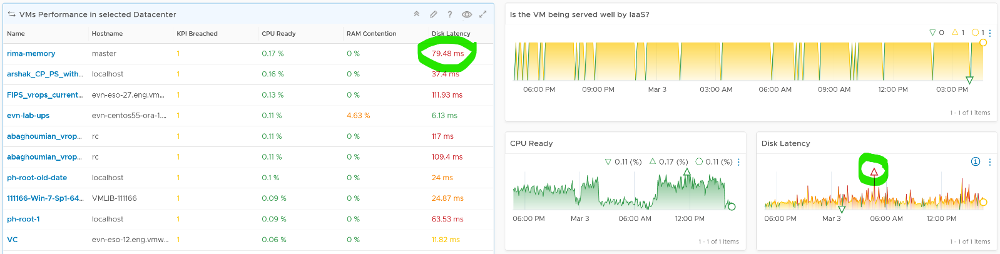 VMs Performance in selected Datacenter
Name Hostname KPI Breached CPU Ready RAM Contention Disk Latency
rima-memory master 1 0.17 % 0 % 79.48 ms
arshak_CP_PS_with... localhost 1 0.16 % 0 % 37.4 ms
FIPS_vrops_current... evn-eso-27.eng.vm... 1 0.13 % 0 % 111.93 ms
evn-lab-ups evn-centos55-ora-1.... 1 0.11 % 4.63 % 6.13 ms
abaghoumian_vrop... rc 1 0.11 % 0 % 117 ms
abaghoumian_vrop... rc 1 0.11 % 0 % 109.4 ms
ph-root-old-date localhost 1 0.1 % 0 % 24 ms
111166-Win-7-Sp1-64... VMLIB-111166 1 0.09 % 0 % 24.87 ms
ph-root-1 localhost 1 0.09 % 0 % 63.53 ms
VC evn-eso-12.eng.vmw... 1 0.06 % 0 % 11.82 ms
Is the VM being served well by IaaS?
0 1 1
06:00 PM 09:00 PM Mar 3 03:00 AM 06:00 AM 09:00 AM 12:00 PM 03:00 PM
1 - 1 of 1 items
CPU Ready
0.11 (%) 0.17 (%) 0.11 (%)
06:00 PM Mar 3 06:00 AM 12:00 PM
1 - 1 of 1 items
Disk Latency
06:00 PM Mar 3 06:00 AM 12:00 PM
1 - 1 of 1 items